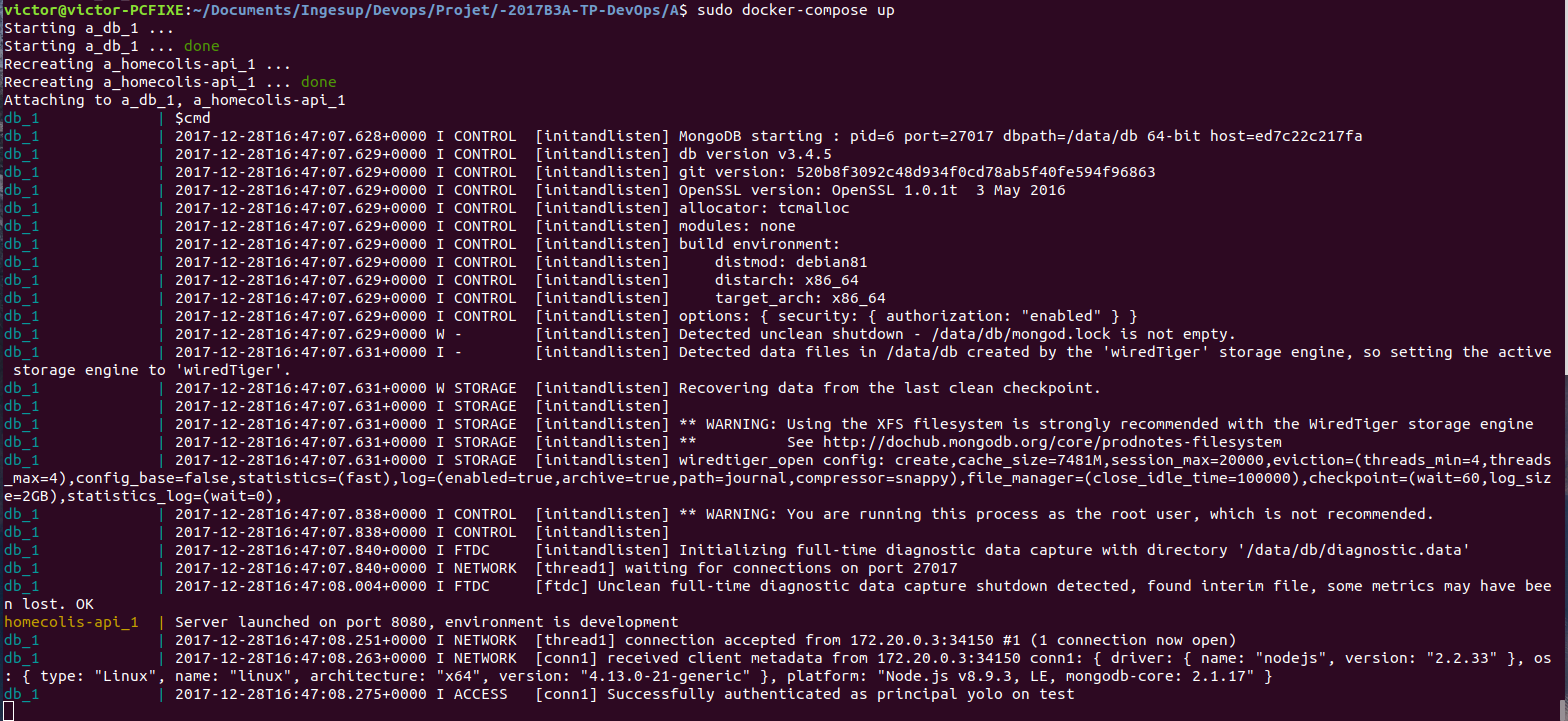 victor@victor-PCFIXE:~/Documents/Ingesup/Devops/Projet/-2017B3A-TP-DevOps/A$ sudo docker-compose up
Starting a_db_1 ...
Starting a_db_1 ... done
Recreating a_homecolis-api_1 ...
Recreating a_homecolis-api_1 ... done
Attaching to a_db_1, a_homecolis-api_1
db_1             | $cmd
db_1             | 2017-12-28T16:47:07.628+0000 I CONTROL  [initandlisten] MongoDB starting : pid=6 port=27017 dbpath=/data/db 64-bit host=ed7c22c217fa
db_1             | 2017-12-28T16:47:07.629+0000 I CONTROL  [initandlisten] db version v3.4.5
db_1             | 2017-12-28T16:47:07.629+0000 I CONTROL  [initandlisten] git version: 520b8f3092c48d934f0cd78ab5f40fe594f96863
db_1             | 2017-12-28T16:47:07.629+0000 I CONTROL  [initandlisten] OpenSSL version: OpenSSL 1.0.1t  3 May 2016
db_1             | 2017-12-28T16:47:07.629+0000 I CONTROL  [initandlisten] allocator: tcmalloc
db_1             | 2017-12-28T16:47:07.629+0000 I CONTROL  [initandlisten] modules: none
db_1             | 2017-12-28T16:47:07.629+0000 I CONTROL  [initandlisten] build environment:
db_1             | 2017-12-28T16:47:07.629+0000 I CONTROL  [initandlisten]     distmod: debian81
db_1             | 2017-12-28T16:47:07.629+0000 I CONTROL  [initandlisten]     distarch: x86_64
db_1             | 2017-12-28T16:47:07.629+0000 I CONTROL  [initandlisten]     target_arch: x86_64
db_1             | 2017-12-28T16:47:07.629+0000 I CONTROL  [initandlisten] options: { security: { authorization: "enabled" } }
db_1             | 2017-12-28T16:47:07.629+0000 W -        [initandlisten] Detected unclean shutdown - /data/db/mongod.lock is not empty.
db_1             | 2017-12-28T16:47:07.631+0000 I -        [initandlisten] Detected data files in /data/db created by the 'wiredTiger' storage engine, so setting the active
 storage engine to 'wiredTiger'.
db_1             | 2017-12-28T16:47:07.631+0000 W STORAGE  [initandlisten] Recovering data from the last clean checkpoint.
db_1             | 2017-12-28T16:47:07.631+0000 I STORAGE  [initandlisten]
db_1             | 2017-12-28T16:47:07.631+0000 I STORAGE  [initandlisten] ** WARNING: Using the XFS filesystem is strongly recommended with the WiredTiger storage engine
db_1             | 2017-12-28T16:47:07.631+0000 I STORAGE  [initandlisten] **          See http://dochub.mongodb.org/core/prodnotes-filesystem
db_1             | 2017-12-28T16:47:07.631+0000 I STORAGE  [initandlisten] wiredtiger_open config: create,cache_size=7481M,session_max=20000,eviction=(threads_min=4,threads
_max=4),config_base=false,statistics=(fast),log=(enabled=true,archive=true,path=journal,compressor=snappy),file_manager=(close_idle_time=100000),checkpoint=(wait=60,log_siz
e=2GB),statistics_log=(wait=0),
db_1             | 2017-12-28T16:47:07.838+0000 I CONTROL  [initandlisten] ** WARNING: You are running this process as the root user, which is not recommended.
db_1             | 2017-12-28T16:47:07.838+0000 I CONTROL  [initandlisten]
db_1             | 2017-12-28T16:47:07.840+0000 I FTDC     [initandlisten] Initializing full-time diagnostic data capture with directory '/data/db/diagnostic.data'
db_1             | 2017-12-28T16:47:07.840+0000 I NETWORK  [thread1] waiting for connections on port 27017
db_1             | 2017-12-28T16:47:08.004+0000 I FTDC     [ftdc] Unclean full-time diagnostic data capture shutdown detected, found interim file, some metrics may have bee
n lost. OK
homecolis-api_1  | Server launched on port 8080, environment is development
db_1             | 2017-12-28T16:47:08.251+0000 I NETWORK  [thread1] connection accepted from 172.20.0.3:34150 #1 (1 connection now open)
db_1             | 2017-12-28T16:47:08.263+0000 I NETWORK  [conn1] received client metadata from 172.20.0.3:34150 conn1: { driver: { name: "nodejs", version: "2.2.33" }, os
: { type: "Linux", name: "linux", architecture: "x64", version: "4.13.0-21-generic" }, platform: "Node.js v8.9.3, LE, mongodb-core: 2.1.17" }
db_1             | 2017-12-28T16:47:08.275+0000 I ACCESS   [conn1] Successfully authenticated as principal yolo on test